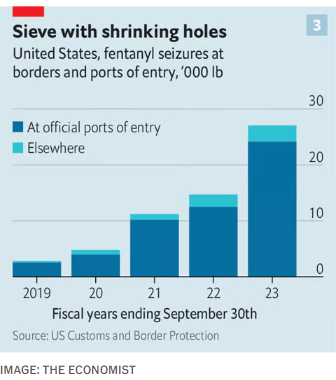 Sieve with shrinking holes
3
United States, fentanyl seizures at
borders and ports of entry, ’000 lb
30
At official ports of entry
Elsewhere
20
10
0
2019 20 21 22 23
Fiscal years ending September 30th
Source: US Customs and Border Protection
IMAGE: THE ECONOMIST